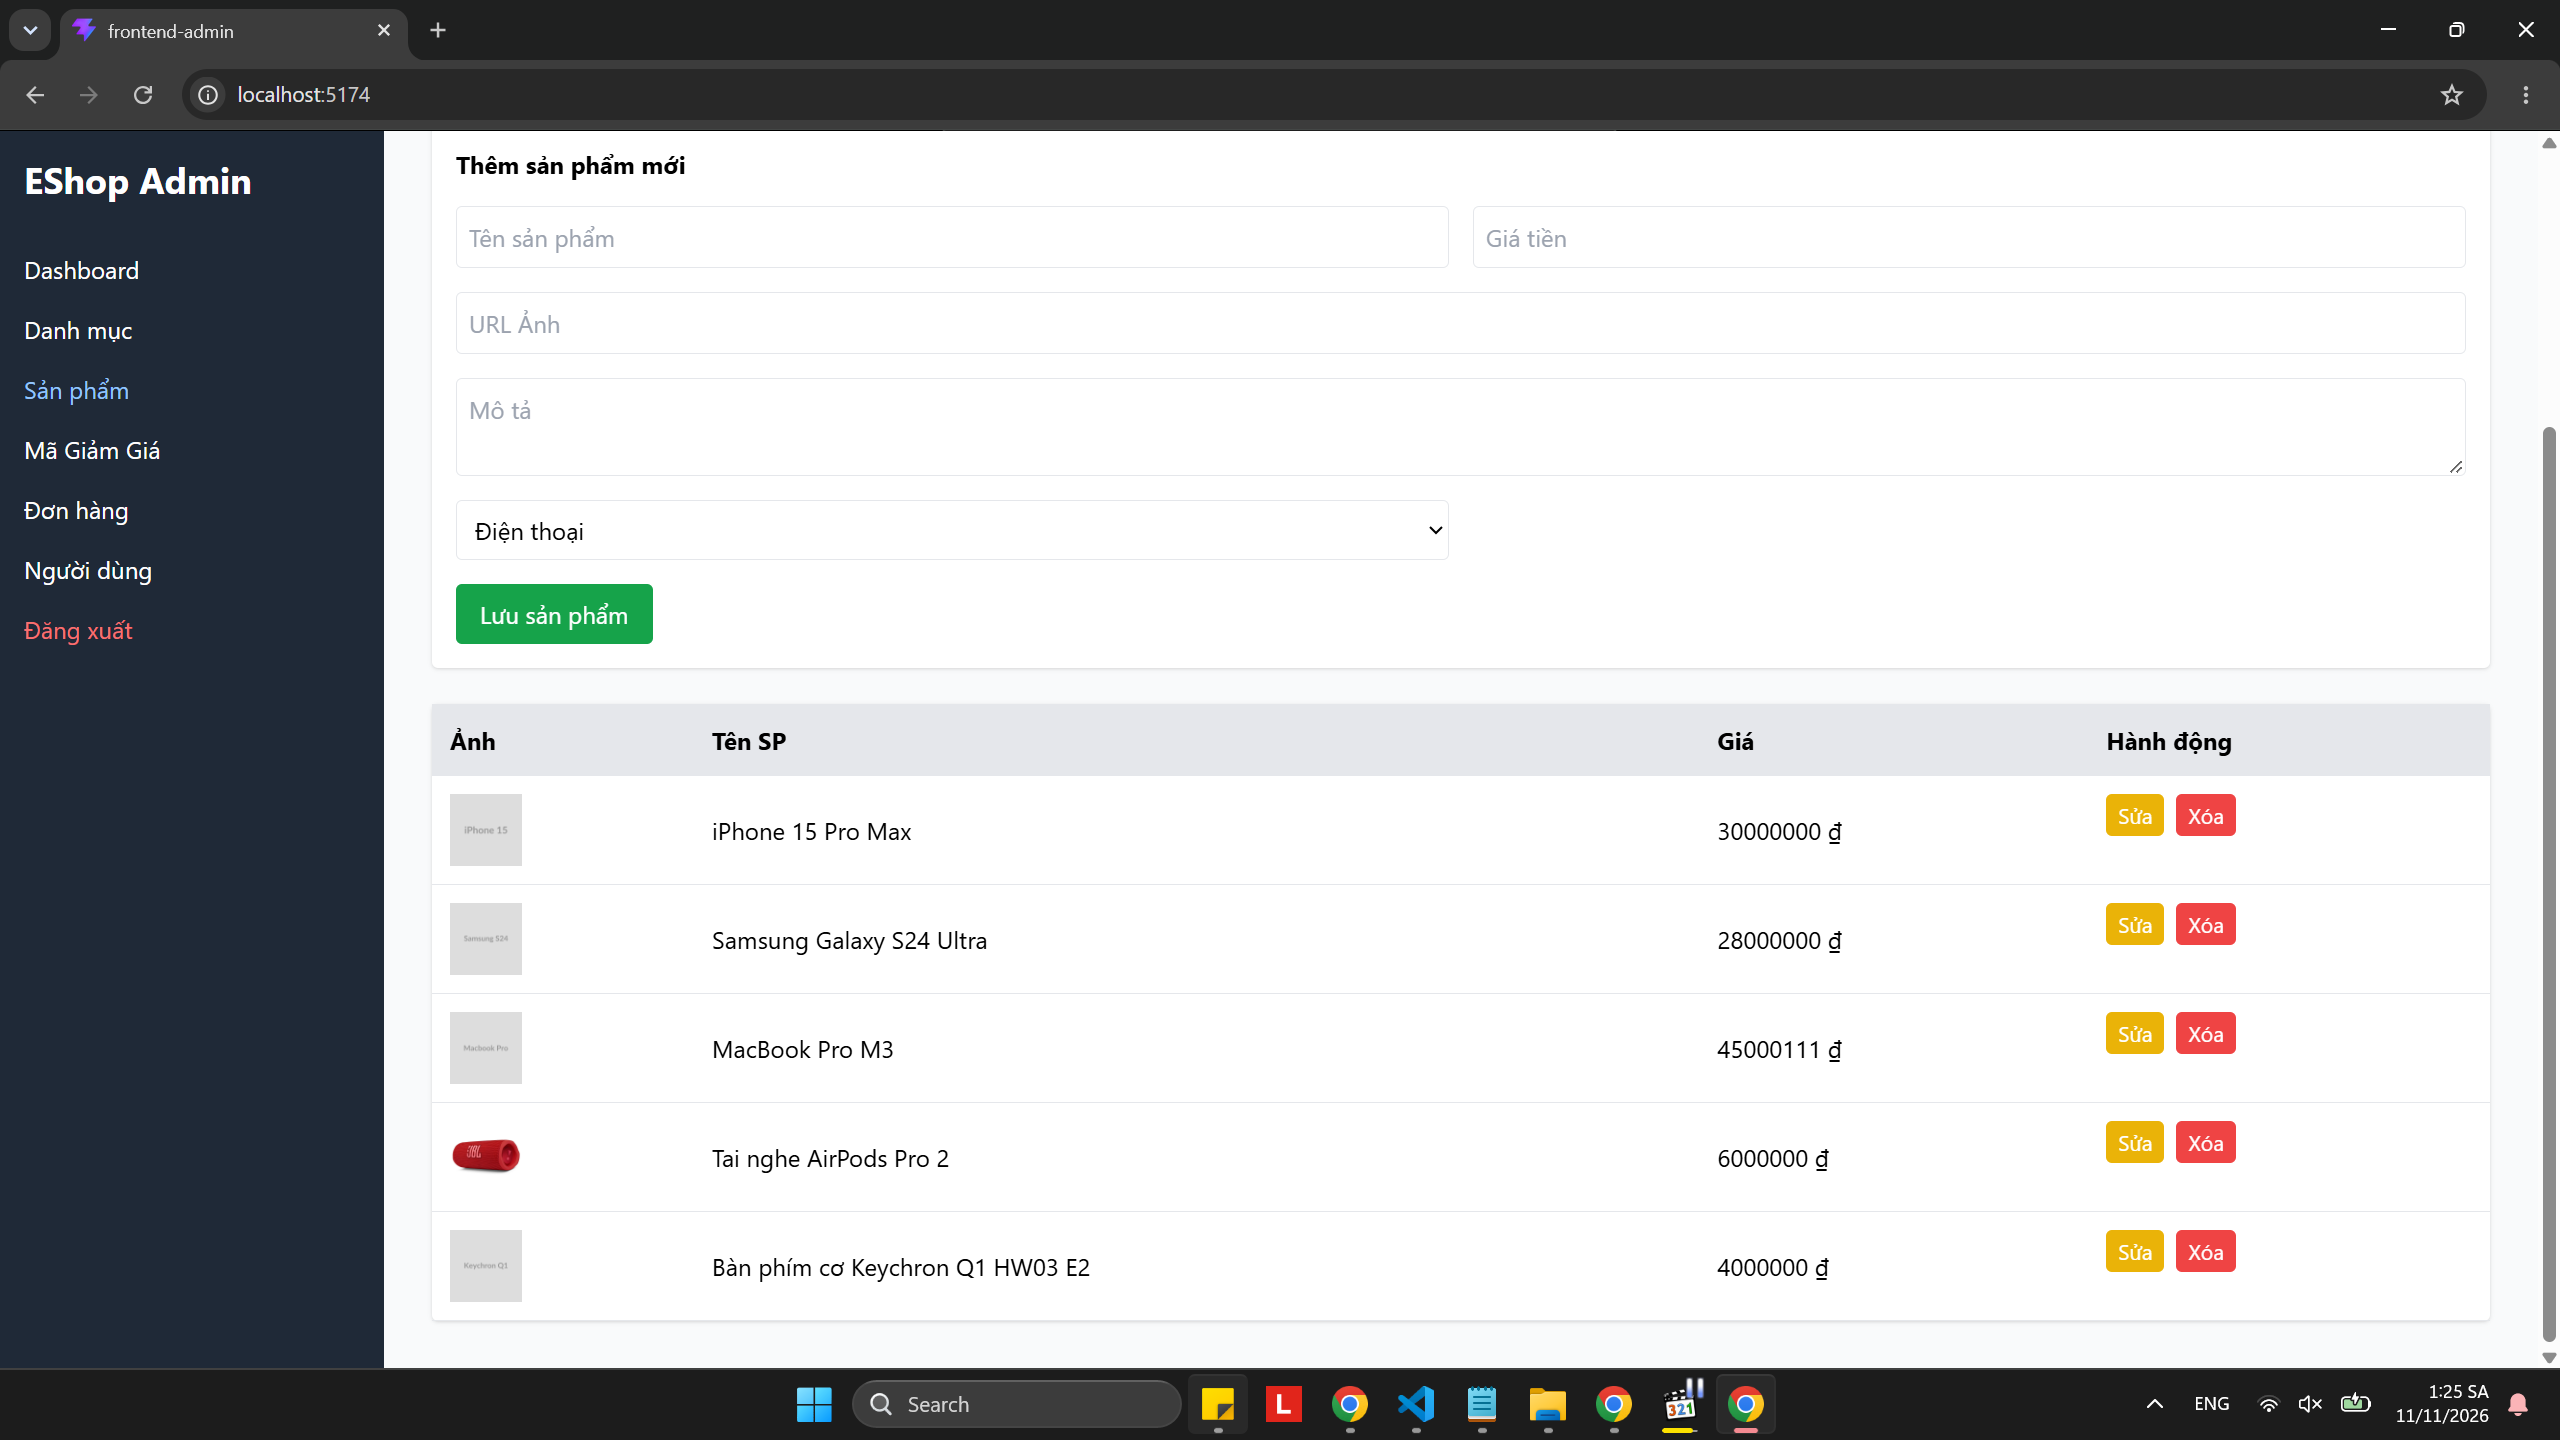 frontend-admin
localhost:5174
EShop Admin
Dashboard
Danh mục
Sản phẩm
Mã Giảm Giá
Đơn hàng
Người dùng
Đăng xuất
Thêm sản phẩm mới
Tên sản phẩm
Giá tiền
URL Ảnh
Mô tả
Điện thoại
Lưu sản phẩm
Ảnh Tên SP Giá Hành động
iPhone 15 iPhone 15 Pro Max 30000000 ₫ Sửa Xóa
Samsung S24 Samsung Galaxy S24 Ultra 28000000 ₫ Sửa Xóa
Macbook Pro MacBook Pro M3 45000111 ₫ Sửa Xóa
JBL Tai nghe AirPods Pro 2 6000000 ₫ Sửa Xóa
Keychron Q1 Bàn phím cơ Keychron Q1 HW03 E2 4000000 ₫ Sửa Xóa
Search
L
321
ENG
1:25 SA
11/11/2026